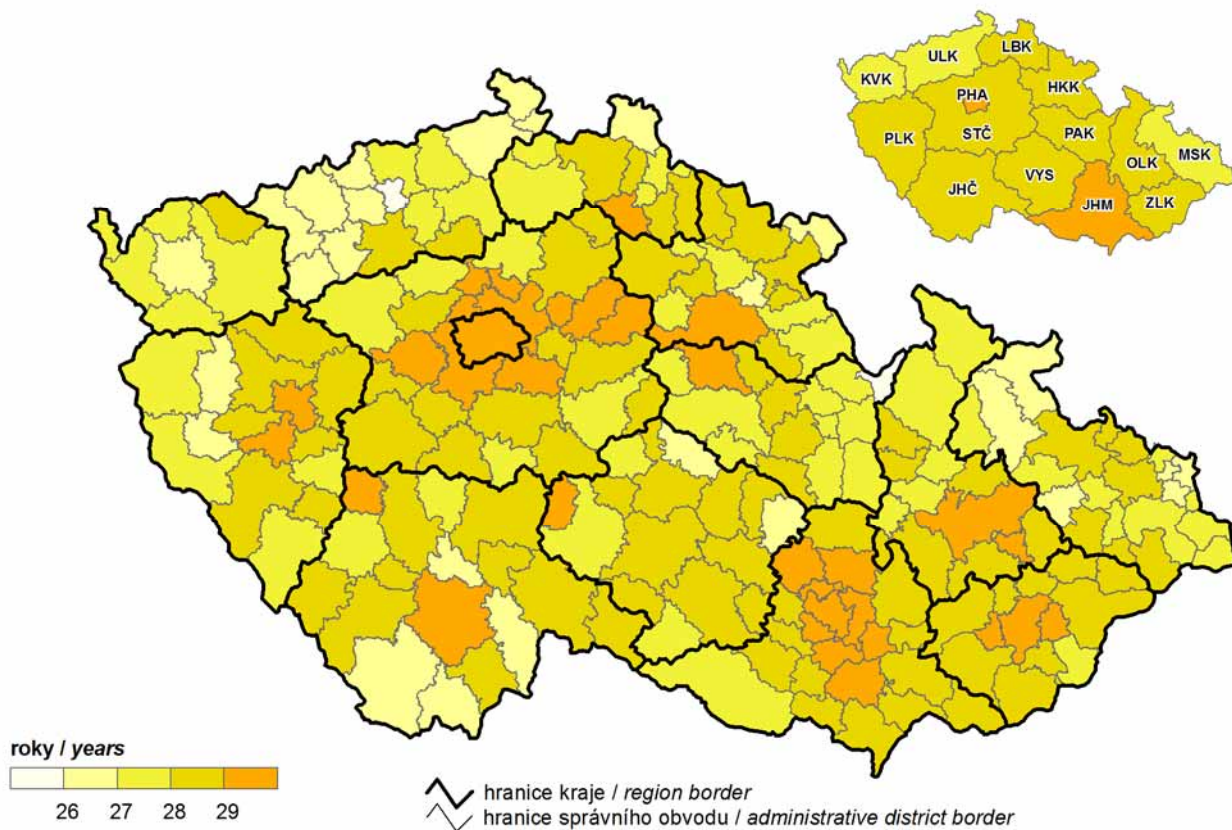 ULK
LBK
KVK
PHA
HKK
PLK
STČ
PAK
MSK
OLK
VYS
JHČ
JHM
ZLK
roky / years
26 27 28 29
hranice kraje / region border
hranice správního obvodu / administrative district border